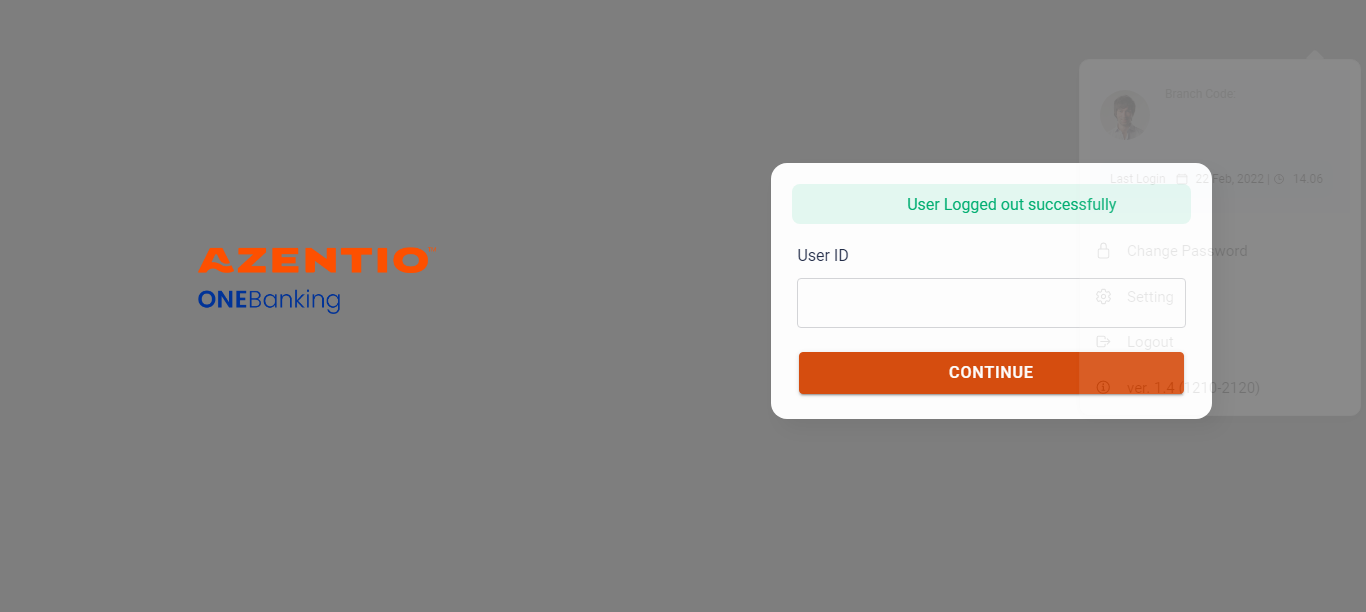 AZENTIO
ONEBanking
User Logged out successfully
User ID
CONTINUE
Branch Code:
Last Login 22 Feb, 2022 | 14.06
Change Password
Setting
Logout
ver. 1.4 (1210-2120)